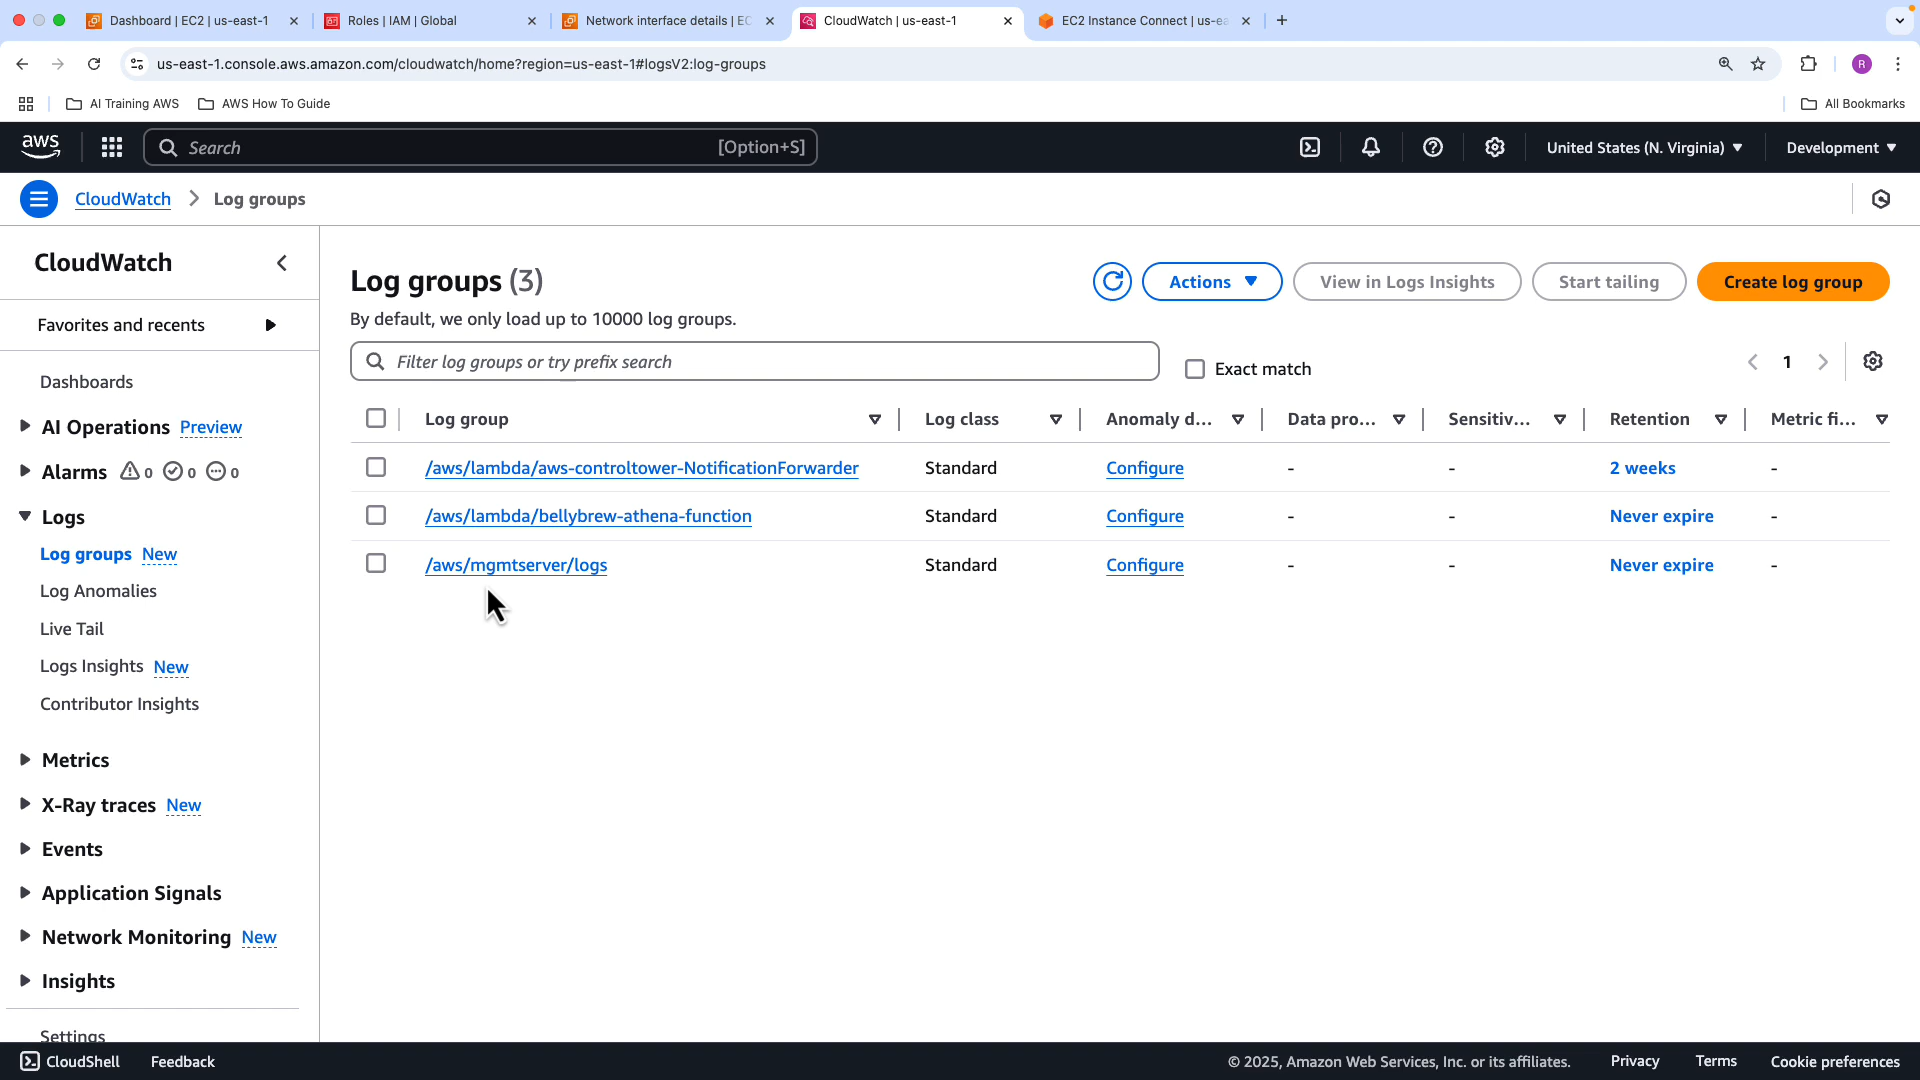 Dashboard | EC2 | us-east-1
Roles | IAM | Global
Network interface details | EC
CloudWatch | us-east-1
EC2 Instance Connect | us-ea
us-east-1.console.aws.amazon.com/cloudwatch/home?region=us-east-1#logsV2:log-groups
R
AI Training AWS
AWS How To Guide
All Bookmarks
aws
Search
[Option+S]
United States (N. Virginia)
Development
CloudWatch
Log groups
CloudWatch
Favorites and recents
Dashboards
AI Operations Preview
Alarms 0 0 0
Logs
Log groups New
Log Anomalies
Live Tail
Logs Insights New
Contributor Insights
Metrics
X-Ray traces New
Events
Application Signals
Network Monitoring New
Insights
Settings
Log groups (3)
Actions
View in Logs Insights
Start tailing
Create log group
By default, we only load up to 10000 log groups.
Filter log groups or try prefix search
Exact match
1
Log group Log class Anomaly d... Data pro... Sensitiv... Retention Metric fi...
/aws/lambda/aws-controltower-NotificationForwarder Standard Configure - - 2 weeks -
/aws/lambda/bellybrew-athena-function Standard Configure - - Never expire -
/aws/mgmtserver/logs Standard Configure - - Never expire -
CloudShell
Feedback
© 2025, Amazon Web Services, Inc. or its affiliates.
Privacy
Terms
Cookie preferences